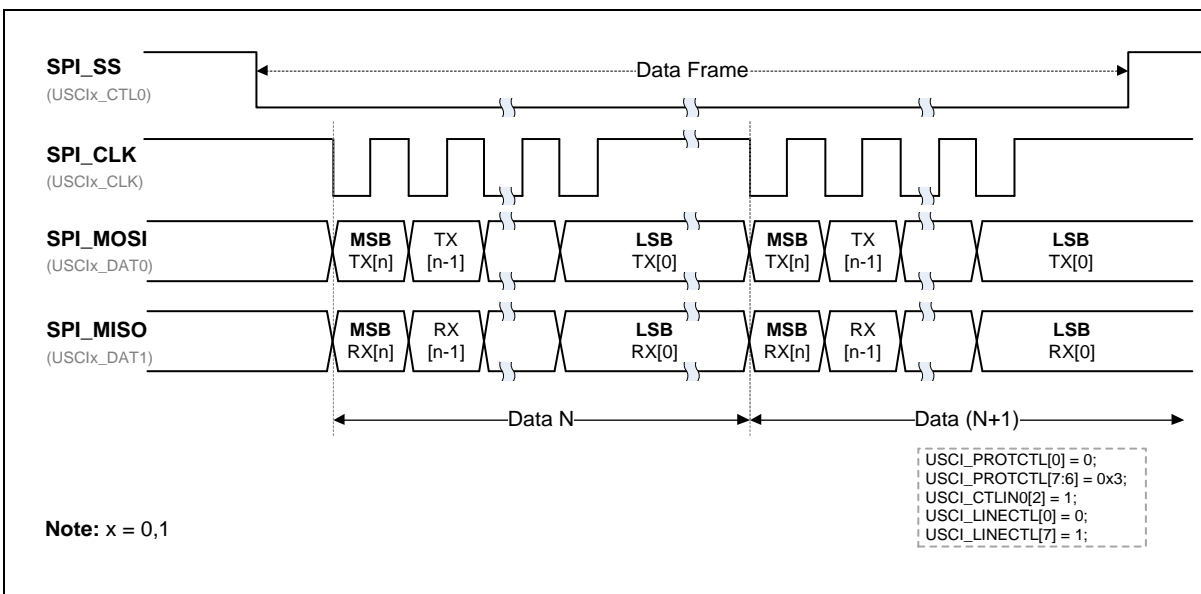 SPI_SS
(USCIx_CTL0)
Data Frame
SPI_CLK
(USCIx_CLK)
SPI_MOSI
(USCIx_DAT0)
MSB TX LSB MSB TX LSB
TX[n] [n-1] TX[0] TX[n] [n-1] TX[0]
SPI_MISO
(USCIx_DAT1)
MSB RX LSB MSB RX LSB
RX[n] [n-1] RX[0] RX[n] [n-1] RX[0]
Data N Data (N+1)
USCI_PROTCTL[0] = 0;
USCI_PROTCTL[7:6] = 0x3;
USCI_CTLIN0[2] = 1;
USCI_LINECTL[0] = 0;
USCI_LINECTL[7] = 1;
Note: x = 0,1